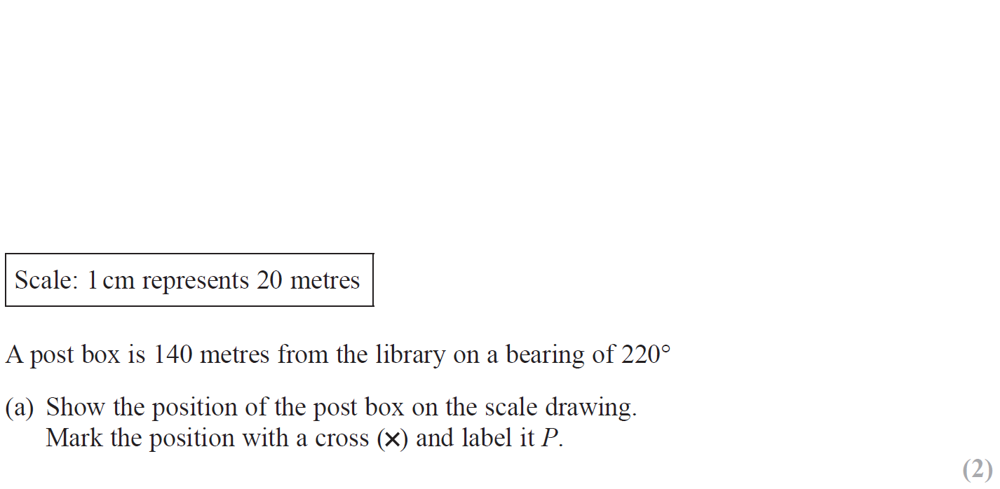 Scale: 1 cm represents 20 metres
A post box is 140 metres from the library on a bearing of 220°
(a) Show the position of the post box on the scale drawing.
Mark the position with a cross (×) and label it P.
(2)